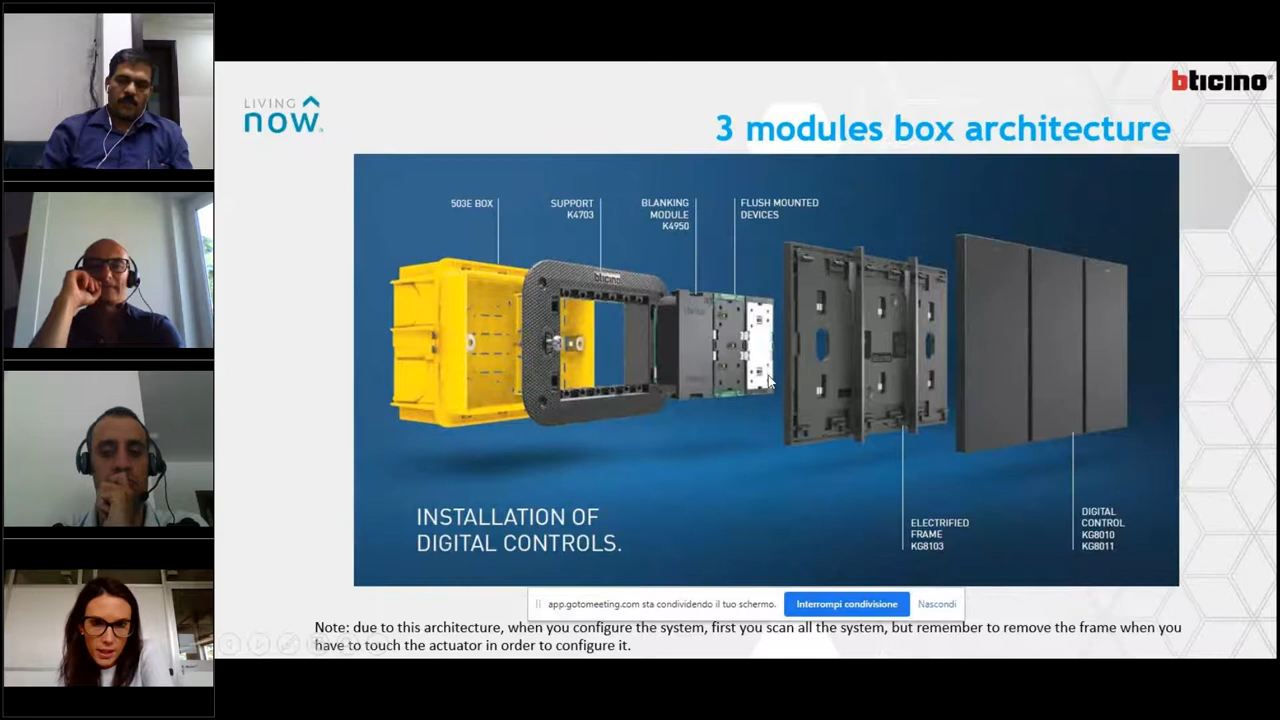 LIVING
now
bticino
3 modules box architecture
503E BOX
SUPPORT
K4703
BLANKING
MODULE
K4950
FLUSH MOUNTED
DEVICES
bticino
INSTALLATION OF
DIGITAL CONTROLS.
ELECTRIFIED
FRAME
KG8103
DIGITAL
CONTROL
KG8010
KG8011
app.gotomeeting.com sta condividendo il tuo schermo.
Interrompi condivisione
Nascondi
Note: due to this architecture, when you configure the system, first you scan all the system, but remember to remove the frame when you
have to touch the actuator in order to configure it.